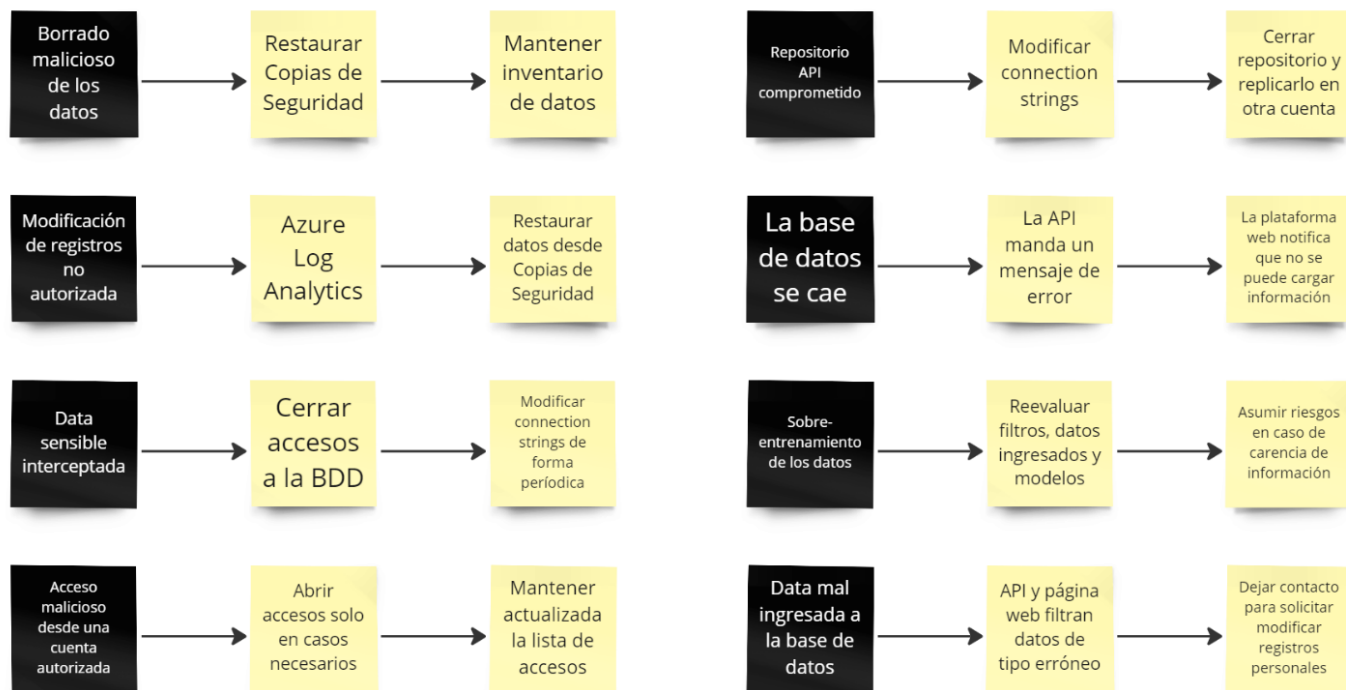 Borrado
malicioso
de los
datos
Restaurar
Copias de
Seguridad
Mantener
inventario
de datos
Modificación
de registros
no
autorizada
Azure
Log
Analytics
Restaurar
datos desde
Copias de
Seguridad
Data
sensible
interceptada
Cerrar
accesos
a la BDD
Modificar
connection
strings de
forma
períodica
Acceso
malicioso
desde una
cuenta
autorizada
Abrir
accesos solo
en casos
necesarios
Mantener
actualizada
la lista de
accesos
Repositorio
API
comprometido
Modificar
connection
strings
Cerrar
repositorio y
replicarlo en
otra cuenta
La base
de datos
se cae
La API
manda un
mensaje de
error
La plataforma
web notifica
que no se
puede cargar
información
Sobre-
entrenamiento
de los datos
Reevaluar
filtros, datos
ingresados y
modelos
Asumir riesgos
en caso de
carencia de
información
Data mal
ingresada a
la base de
datos
API y página
web filtran
datos de
tipo erróneo
Dejar contacto
para solicitar
modificar
registros
personales